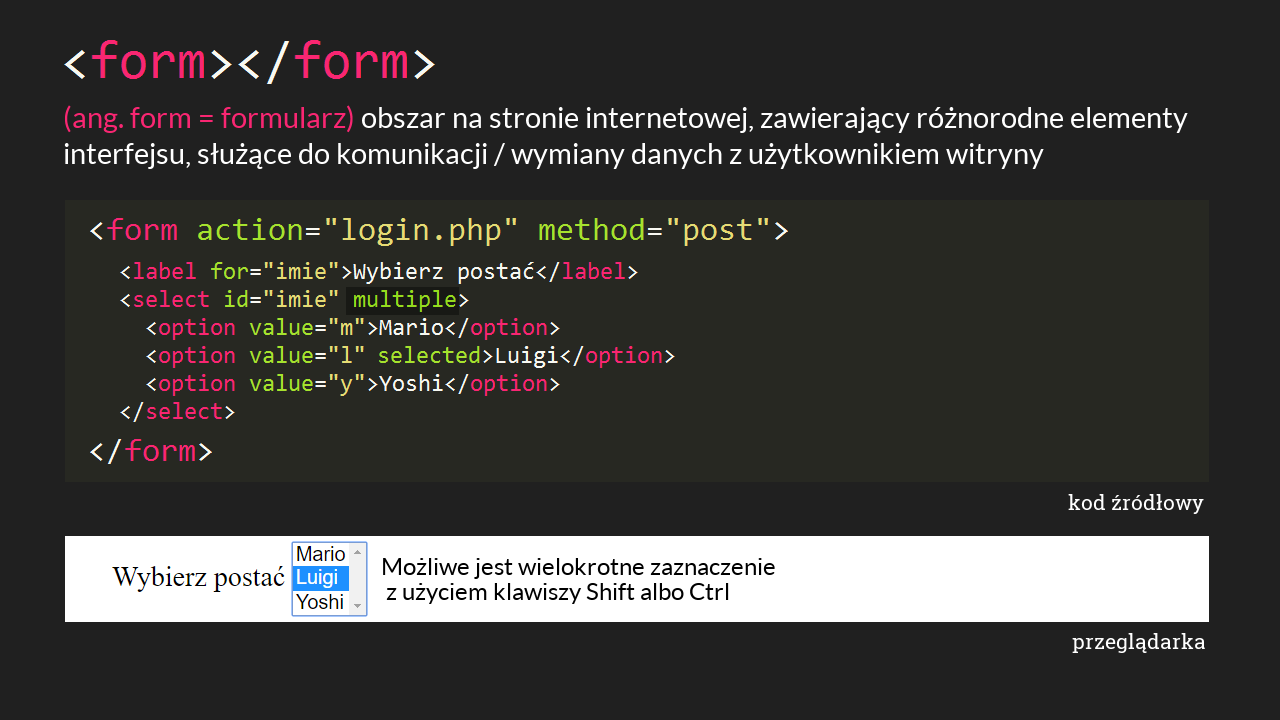 <form></form>
(ang. form = formularz) obszar na stronie internetowej, zawierający różnorodne elementy
interfejsu, służące do komunikacji / wymiany danych z użytkownikiem witryny
<form action="login.php" method="post">
<label for="imie">Wybierz postać</label>
<select id="imie" multiple>
<option value="m">Mario</option>
<option value="l" selected>Luigi</option>
<option value="y">Yoshi</option>
</select>
</form>
kod źródłowy
Wybierz postać
Mario
Luigi
Yoshi
Możliwe jest wielokrotne zaznaczenie
z użyciem klawiszy Shift albo Ctrl
przeglądarka